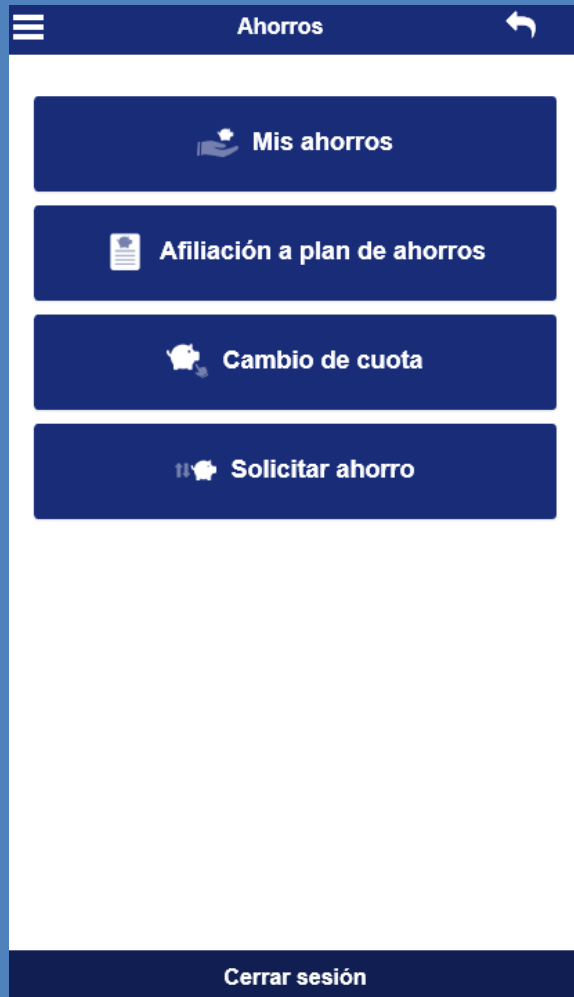 Ahorros
Mis ahorros
Afiliación a plan de ahorros
Cambio de cuota
Solicitar ahorro
Cerrar sesión